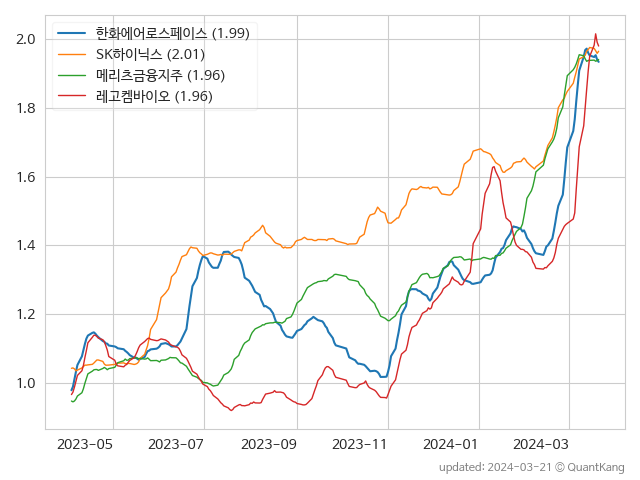 한화에어로스페이스 (1.99)
SK하이닉스 (2.01)
메리츠금융지주 (1.96)
레고켐바이오 (1.96)
2.0
1.8
1.6
1.4
1.2
1.0
2023-05 2023-07 2023-09 2023-11 2024-01 2024-03
updated: 2024-03-21 © QuantKang